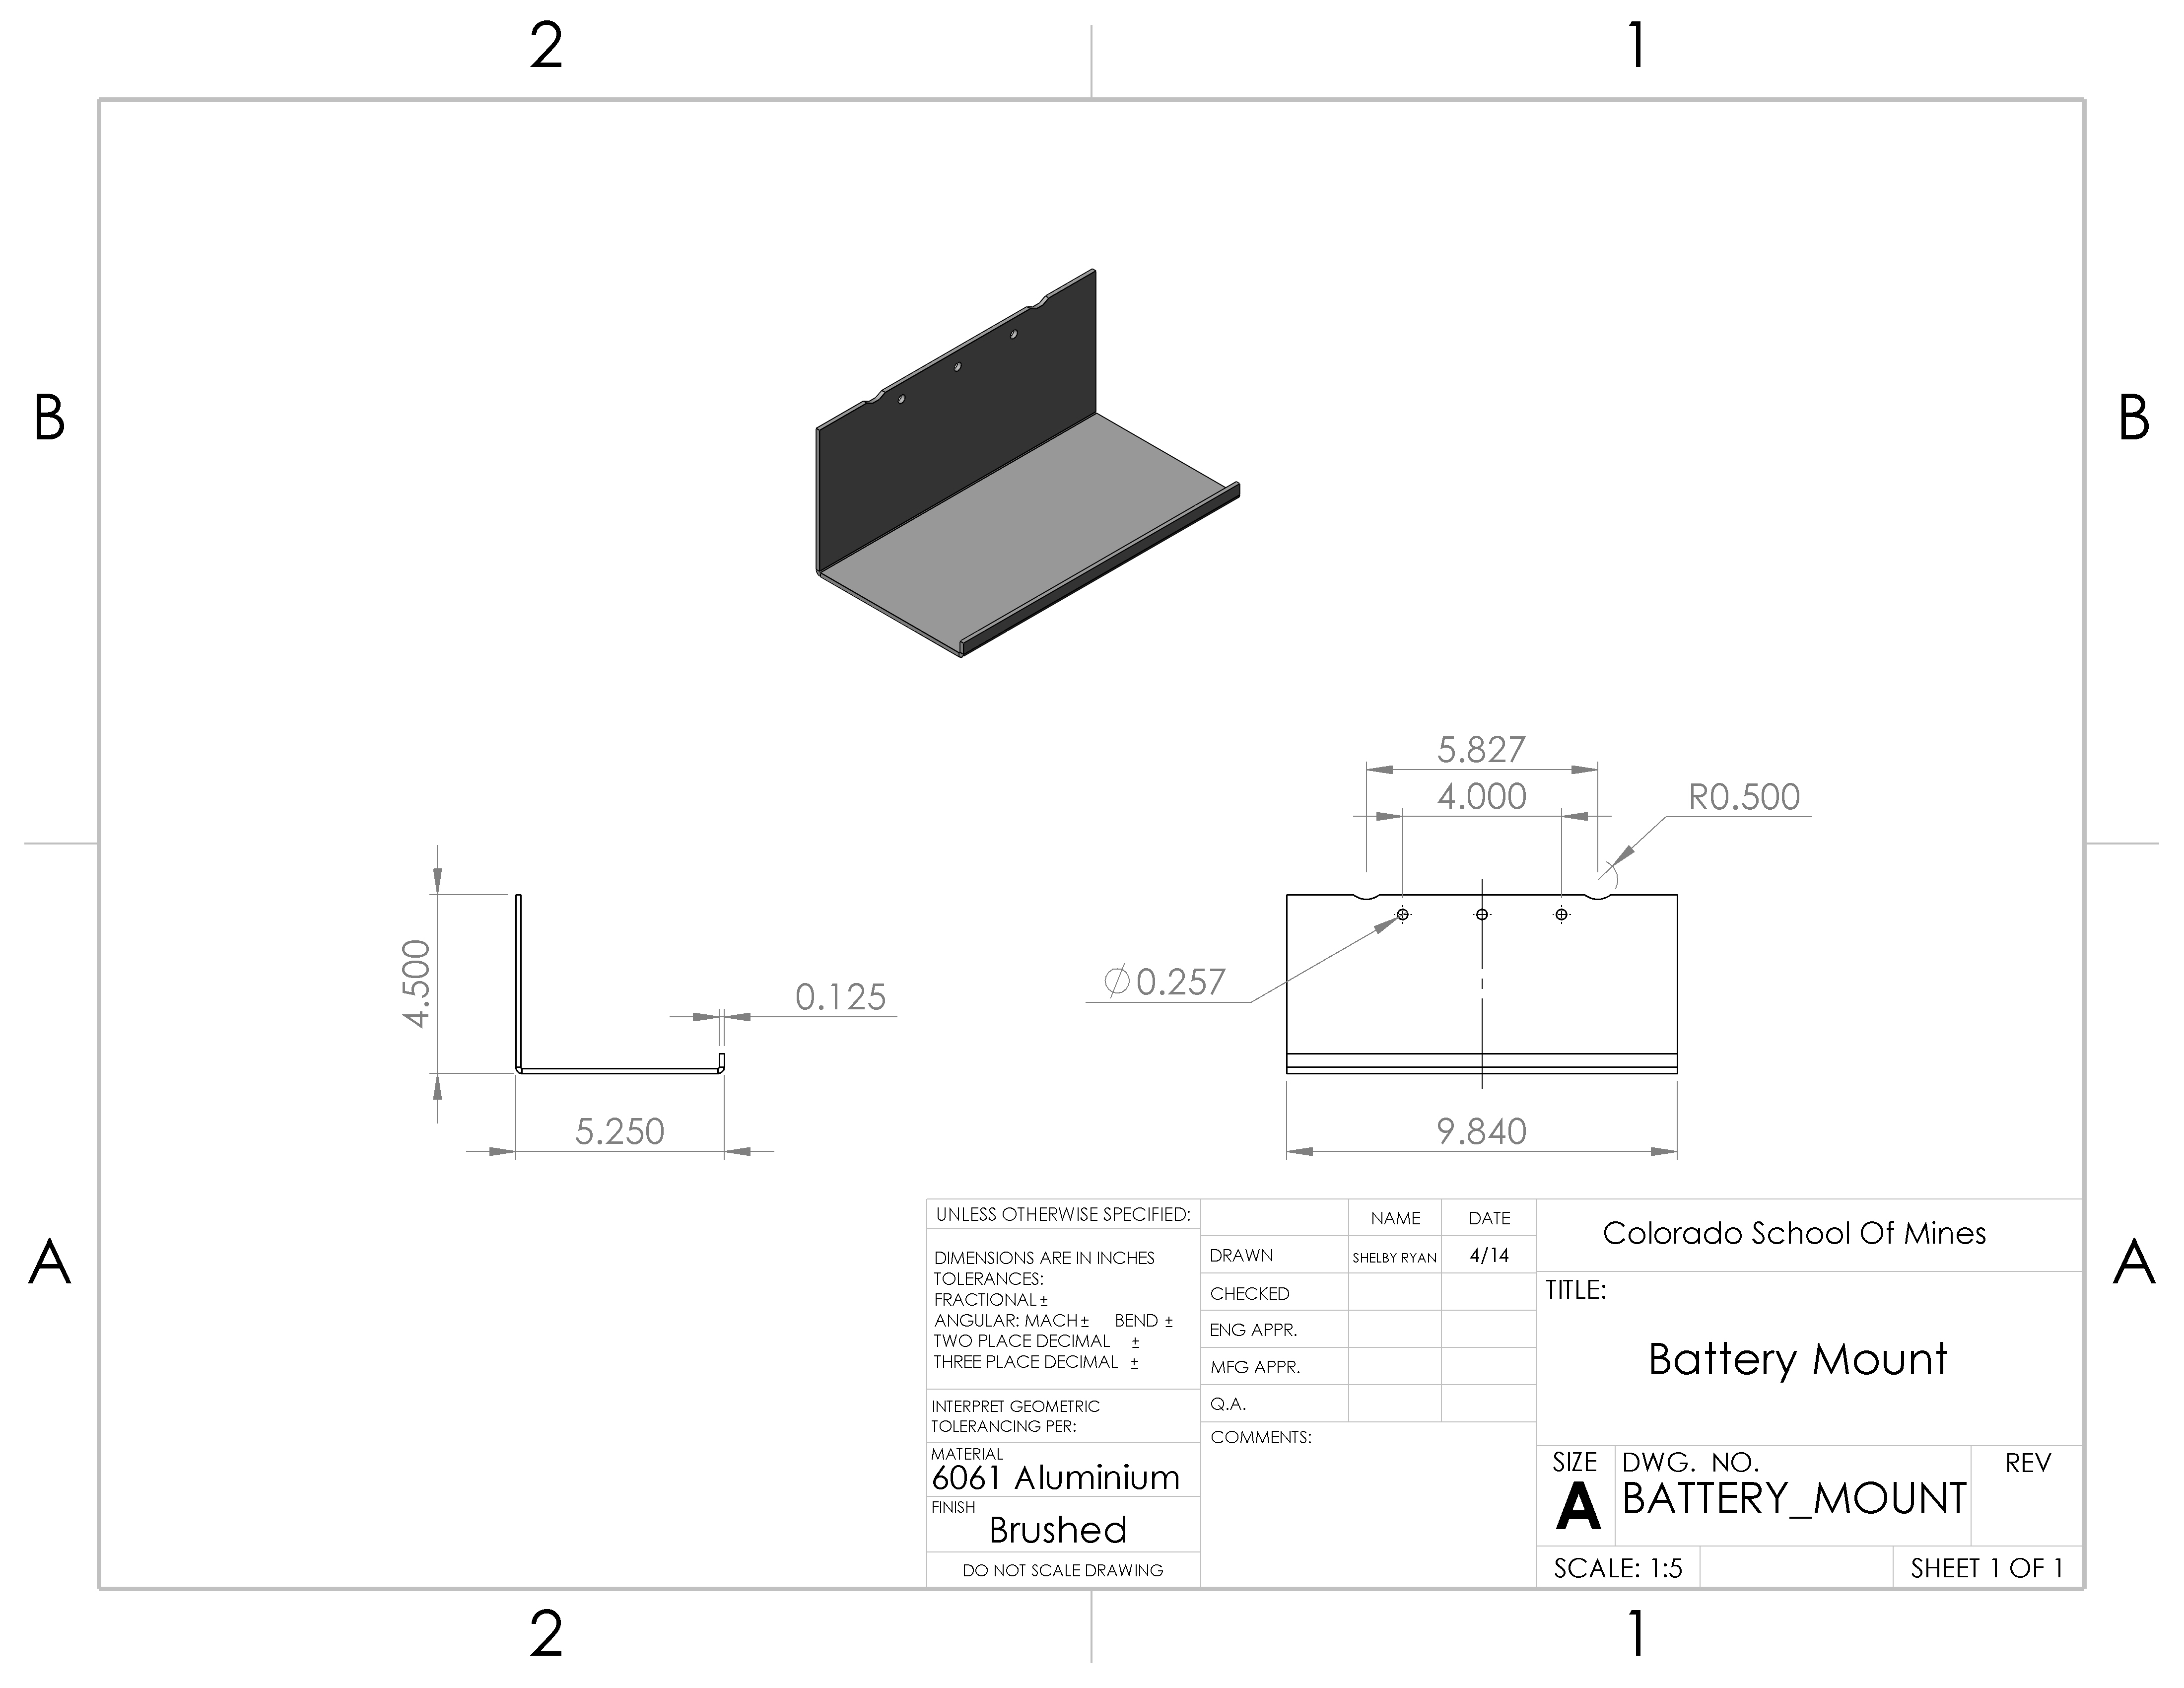 2 1
B B
5.827
4.000
R0.500
4.500
0.125
⌀0.257
5.250
9.840
A A
UNLESS OTHERWISE SPECIFIED:
DIMENSIONS ARE IN INCHES
TOLERANCES:
FRACTIONAL ±
ANGULAR: MACH ± BEND ±
TWO PLACE DECIMAL ±
THREE PLACE DECIMAL ±
INTERPRET GEOMETRIC
TOLERANCING PER:
MATERIAL
6061 Aluminium
FINISH
Brushed
DO NOT SCALE DRAWING
NAME DATE
DRAWN SHELBY RYAN 4/14
CHECKED
ENG APPR.
MFG APPR.
Q.A.
COMMENTS:
Colorado School Of Mines
TITLE:
Battery Mount
SIZE DWG. NO. REV
A BATTERY_MOUNT
SCALE: 1:5 SHEET 1 OF 1
2 1